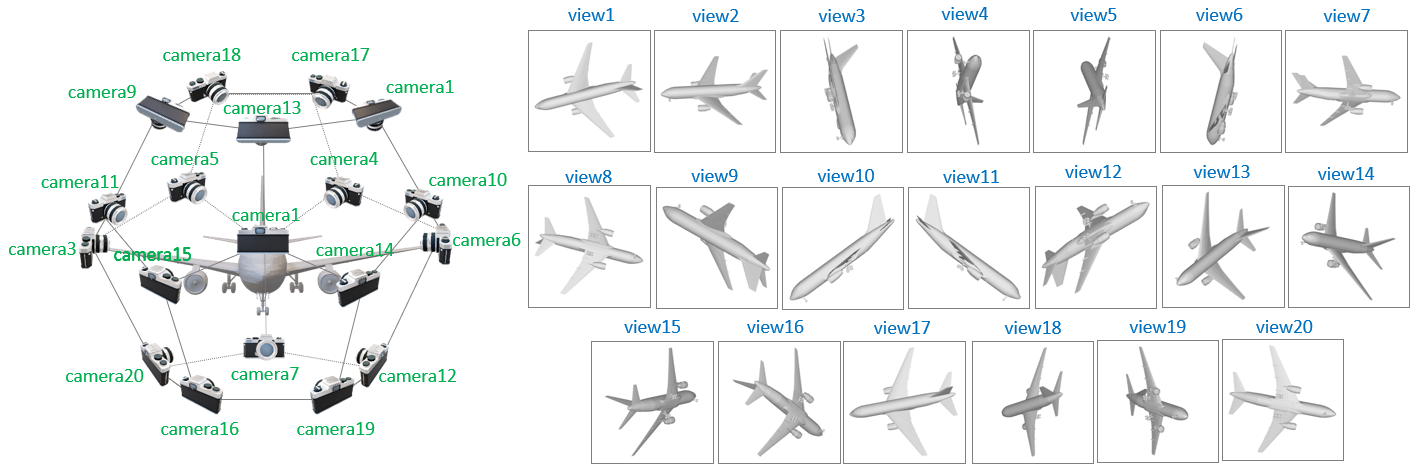 camera18
camera17
camera9
camera13
camera1
camera5
camera4
camera11
camera10
camera1
camera3
camera15
camera14
camera6
camera20
camera7
camera12
camera16
camera19
view1
view2
view3
view4
view5
view6
view7
view8
view9
view10
view11
view12
view13
view14
view15
view16
view17
view18
view19
view20